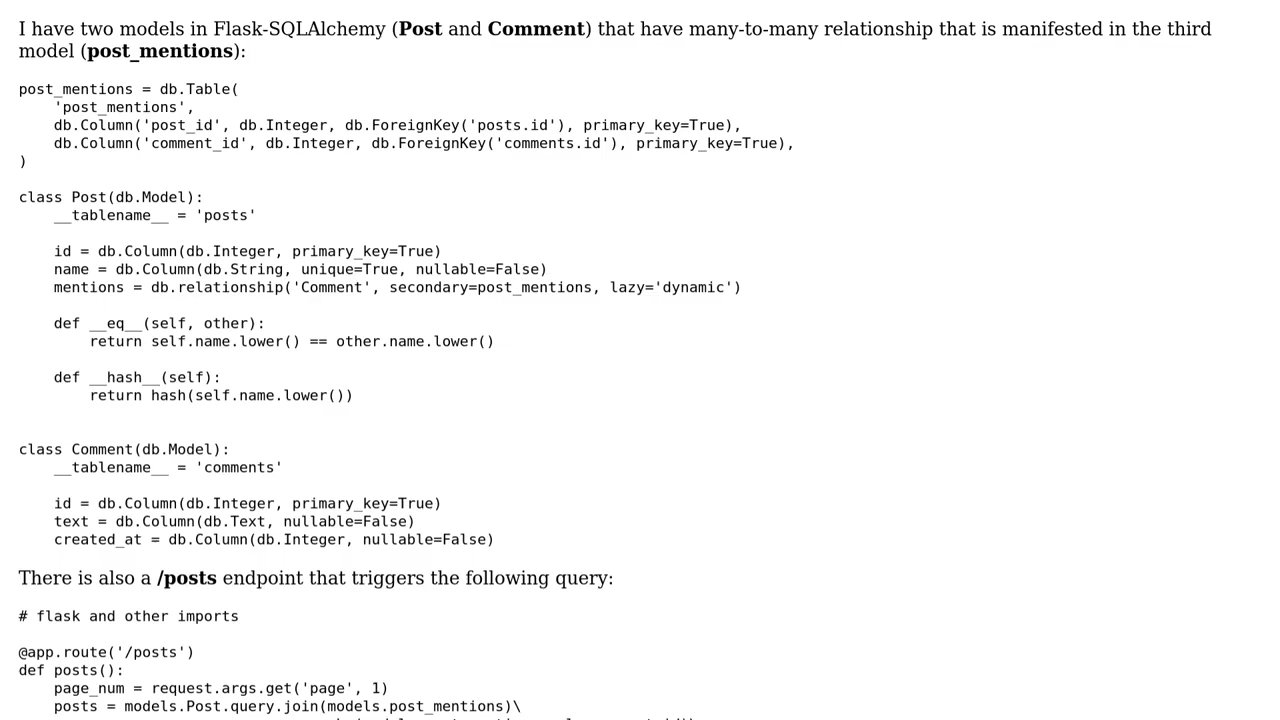 I have two models in Flask-SQLAlchemy (Post and Comment) that have many-to-many relationship that is manifested in the third
model (post_mentions):
post_mentions = db.Table(
    'post_mentions',
    db.Column('post_id', db.Integer, db.ForeignKey('posts.id'), primary_key=True),
    db.Column('comment_id', db.Integer, db.ForeignKey('comments.id'), primary_key=True),
)
class Post(db.Model):
    __tablename__ = 'posts'
    id = db.Column(db.Integer, primary_key=True)
    name = db.Column(db.String, unique=True, nullable=False)
    mentions = db.relationship('Comment', secondary=post_mentions, lazy='dynamic')
    def __eq__(self, other):
        return self.name.lower() == other.name.lower()
    def __hash__(self):
        return hash(self.name.lower())
class Comment(db.Model):
    __tablename__ = 'comments'
    id = db.Column(db.Integer, primary_key=True)
    text = db.Column(db.Text, nullable=False)
    created_at = db.Column(db.Integer, nullable=False)
There is also a /posts endpoint that triggers the following query:
# flask and other imports
@app.route('/posts')
def posts():
    page_num = request.args.get('page', 1)
    posts = models.Post.query.join(models.post_mentions)\